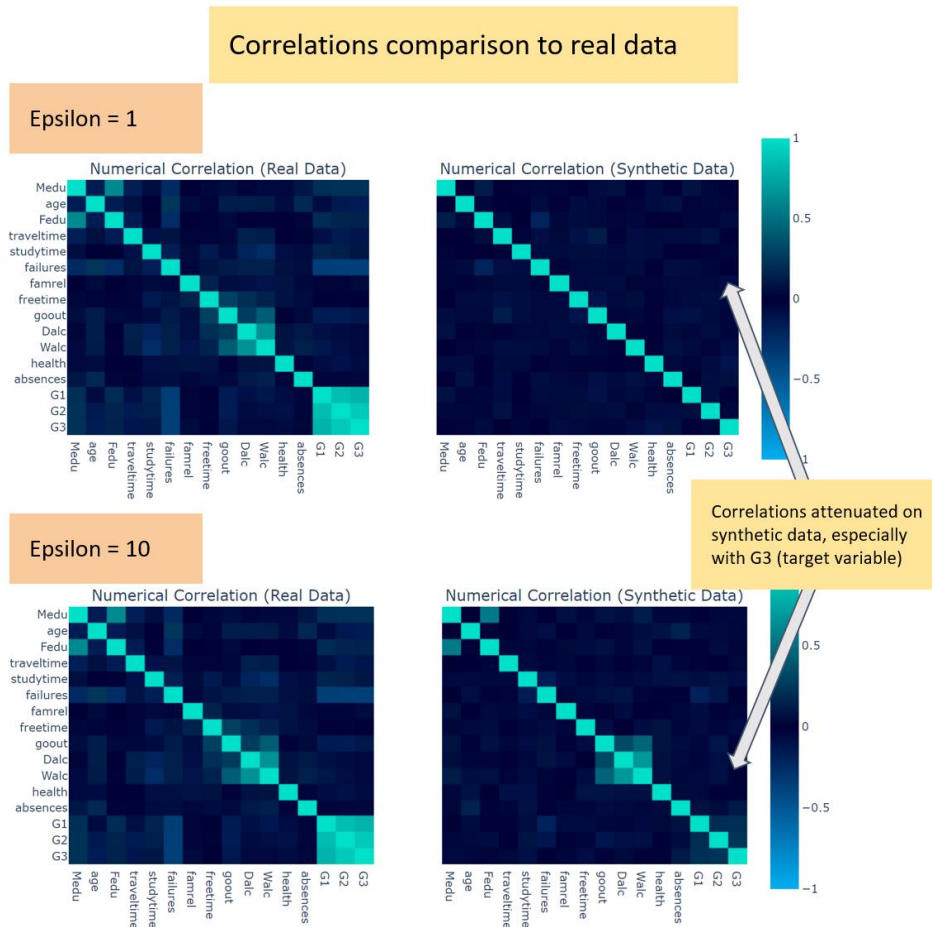 Correlations comparison to real data
Epsilon = 1
Numerical Correlation (Real Data)
Medu
age
Fedu
traveltime
studytime
failures
famrel
freetime
goout
Dalc
Walc
health
absences
G1
G2
G3
Medu
age
Fedu
traveltime
studytime
failures
famrel
freetime
goout
Dalc
Walc
health
absences
G1
G2
G3
Numerical Correlation (Synthetic Data)
Medu
age
Fedu
traveltime
studytime
failures
famrel
freetime
goout
Dalc
Walc
health
absences
G1
G2
G3
1
0.5
0
−0.5
1
Correlations attenuated on
synthetic data, especially
with G3 (target variable)
Epsilon = 10
Numerical Correlation (Real Data)
Medu
age
Fedu
traveltime
studytime
failures
famrel
freetime
goout
Dalc
Walc
health
absences
G1
G2
G3
Medu
age
Fedu
traveltime
studytime
failures
famrel
freetime
goout
Dalc
Walc
health
absences
G1
G2
G3
Numerical Correlation (Synthetic Data)
Medu
age
Fedu
traveltime
studytime
failures
famrel
freetime
goout
Dalc
Walc
health
absences
G1
G2
G3
0.5
0
−0.5
−1